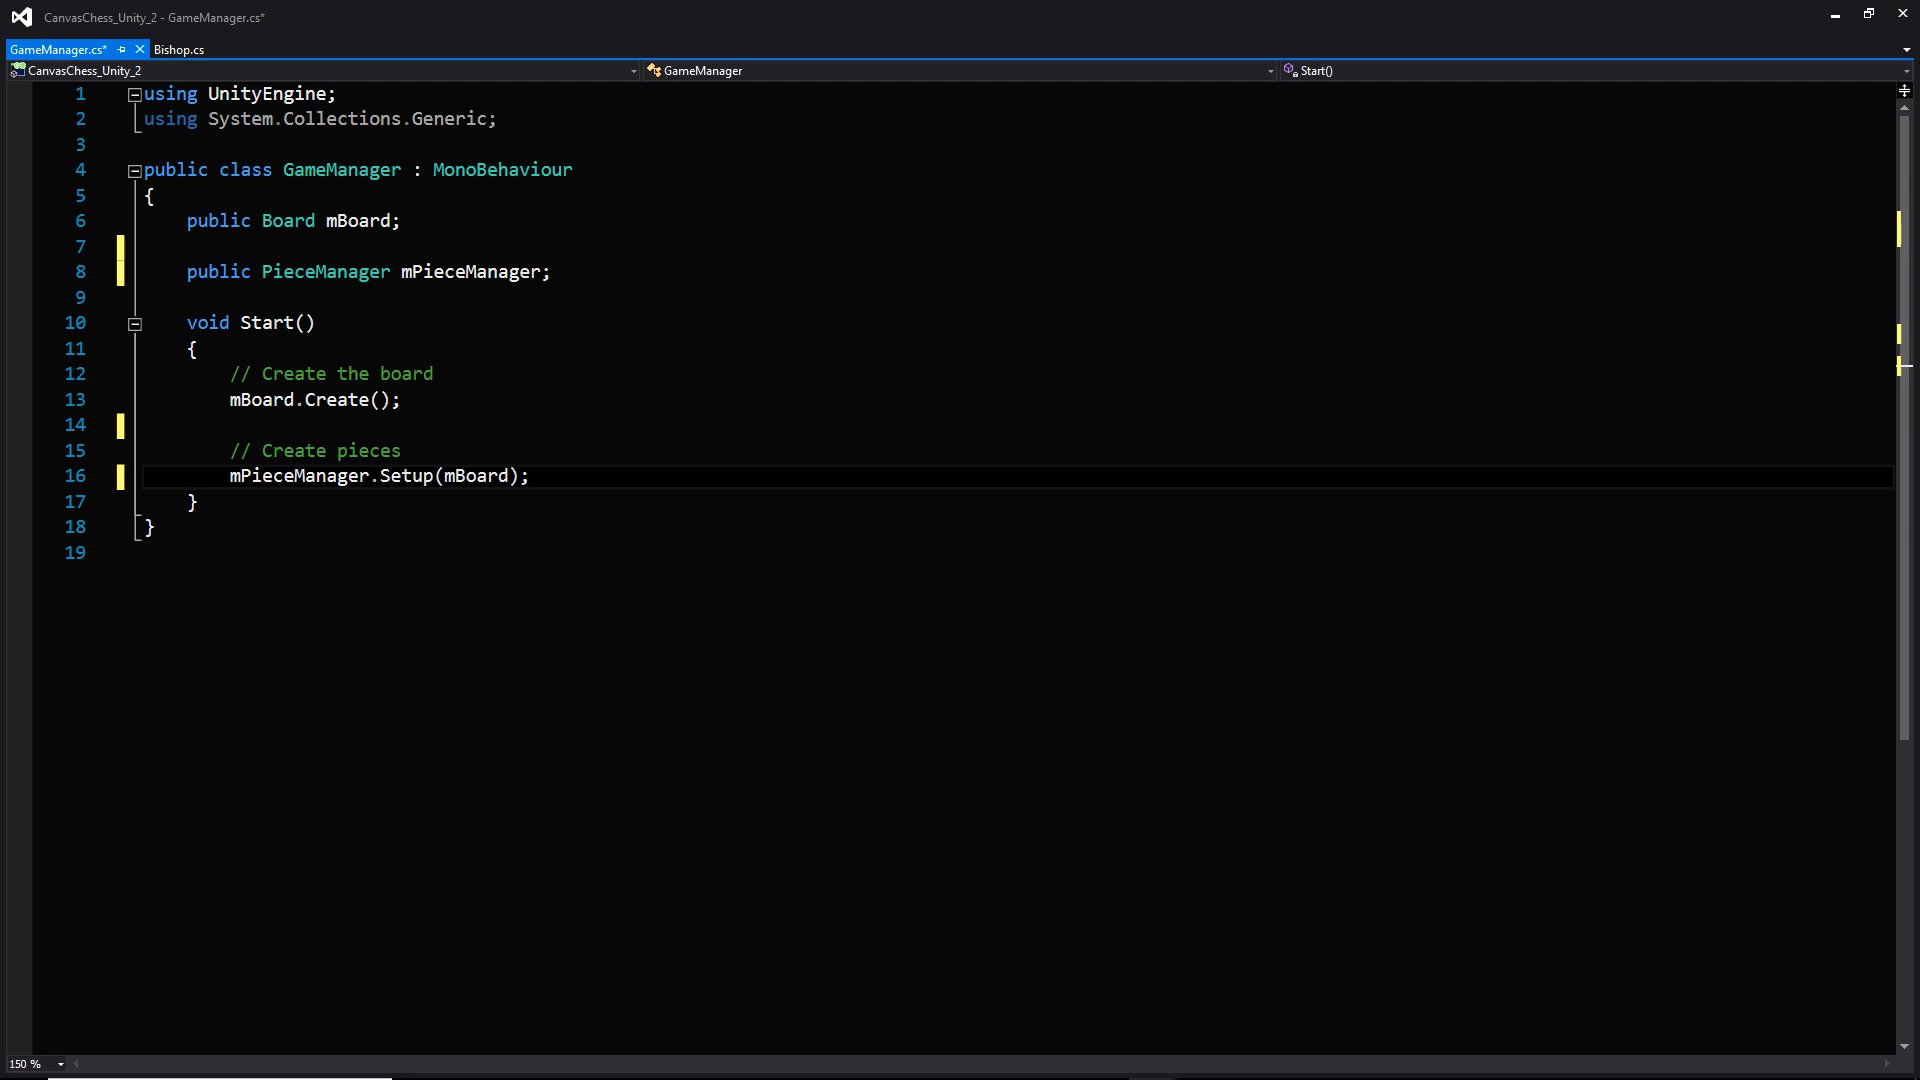 CanvasChess_Unity_2 - GameManager.cs*
GameManager.cs* Bishop.cs
CanvasChess_Unity_2 GameManager Start()
1 using UnityEngine;
2 using System.Collections.Generic;
3
4 public class GameManager : MonoBehaviour
5 {
6 public Board mBoard;
7
8 public PieceManager mPieceManager;
9
10 void Start()
11 {
12 // Create the board
13 mBoard.Create();
14
15 // Create pieces
16 mPieceManager.Setup(mBoard);
17 }
18 }
19
150 %